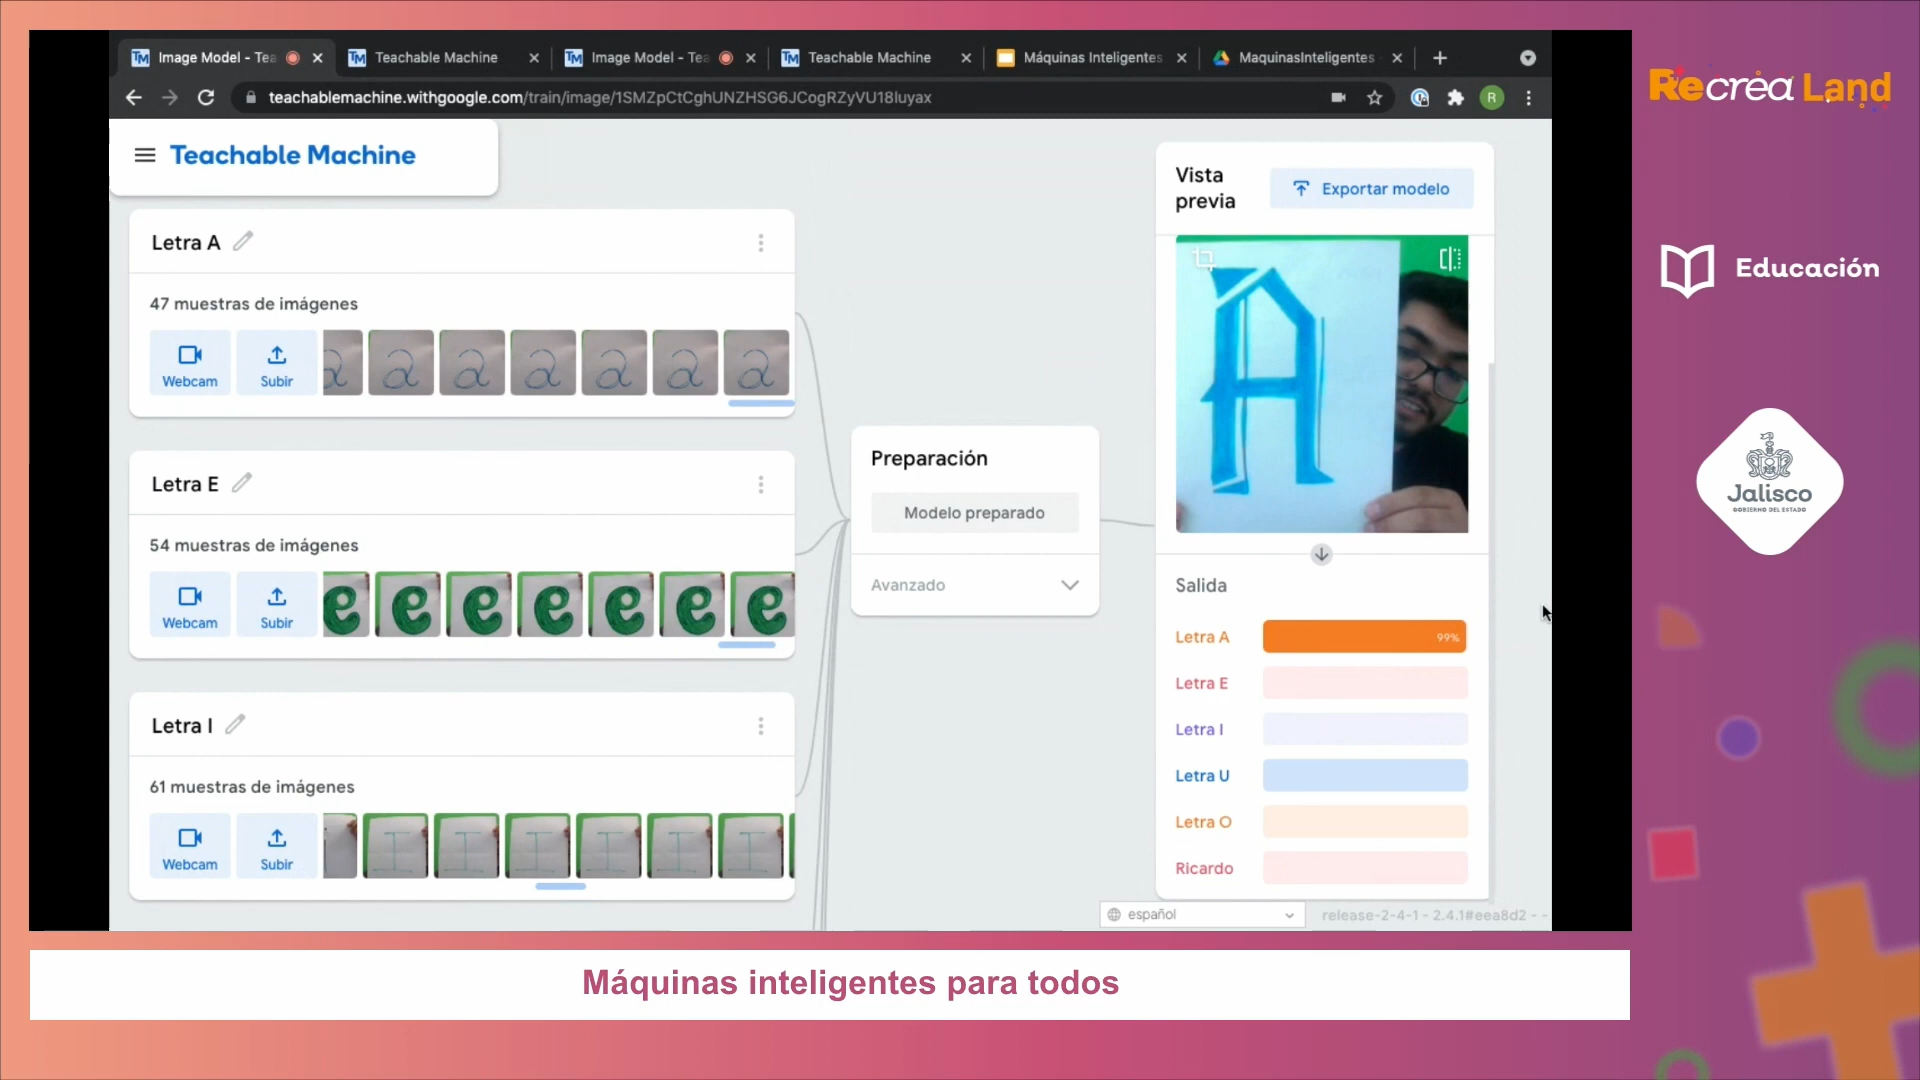 Image Model - Tea
Teachable Machine
Image Model - Tea
Teachable Machine
Máquinas Inteligentes
MaquinasInteligentes
teachablemachine.withgoogle.com/train/image/1SMZpCtCghUNZHSG6JCogRZyVU18luyax
R
Teachable Machine
Letra A
47 muestras de imágenes
Webcam
Subir
a a a a a a a
Letra E
54 muestras de imágenes
Webcam
Subir
e e e e e e e
Letra I
61 muestras de imágenes
Webcam
Subir
I I I I I I
Preparación
Modelo preparado
Avanzado
Vista
previa
Exportar modelo
A
Salida
Letra A
99%
Letra E
Letra I
Letra U
Letra O
Ricardo
español
release-2-4-1 - 2.4.1#eea8d2 - -
Máquinas inteligentes para todos
Recrea Land
Educación
Jalisco
GOBIERNO DEL ESTADO